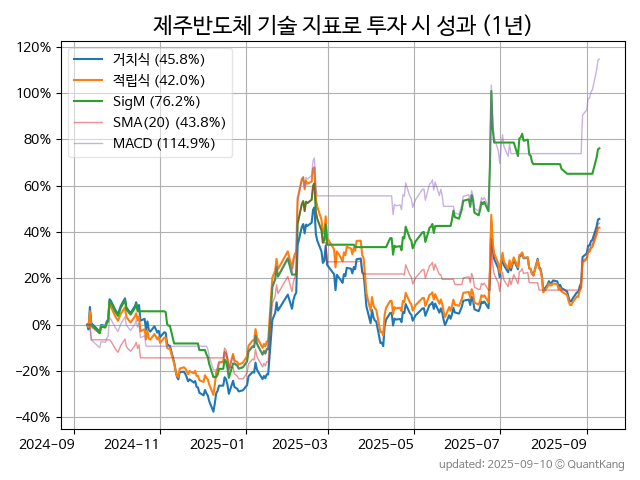 제주반도체 기술 지표로 투자 시 성과 (1년)
120%
100%
80%
60%
40%
20%
0%
−20%
−40%
거치식 (45.8%)
적립식 (42.0%)
SigM (76.2%)
SMA(20) (43.8%)
MACD (114.9%)
2024-09
2024-11
2025-01
2025-03
2025-05
2025-07
2025-09
updated: 2025-09-10 © QuantKang